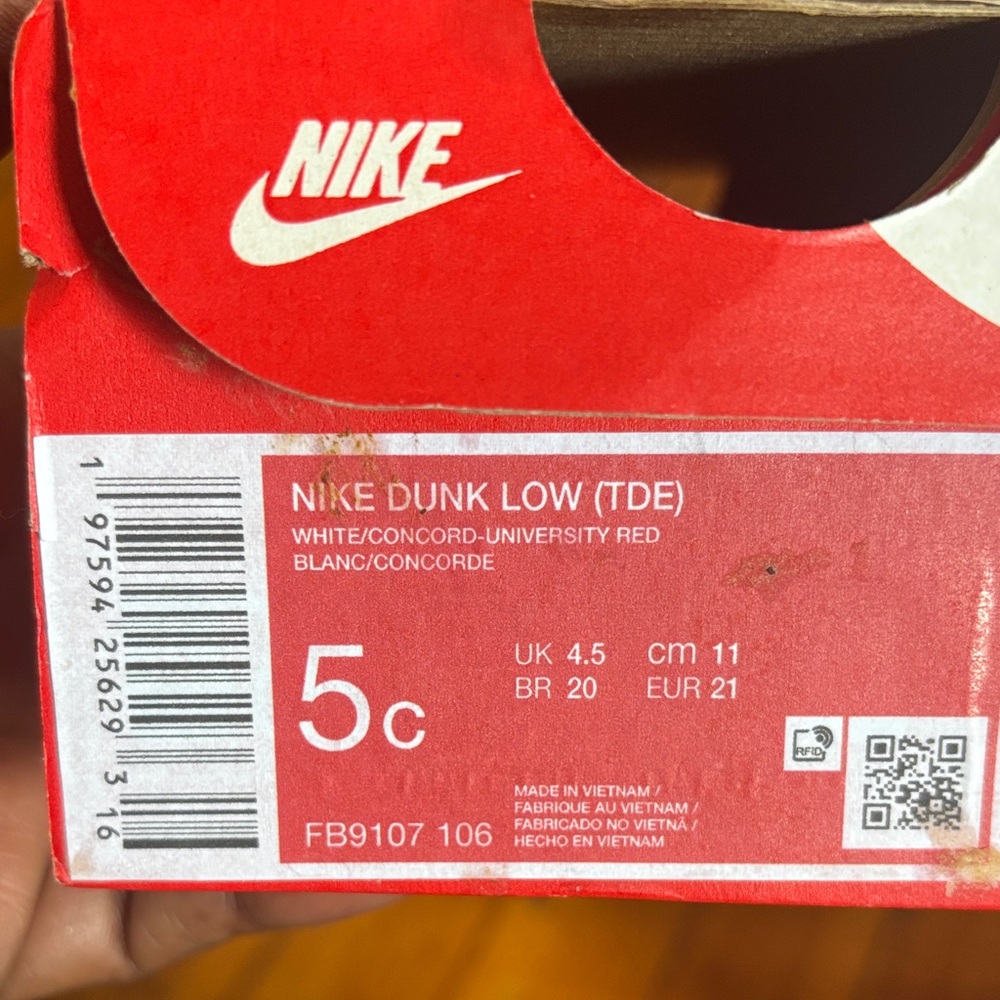 NIKE
NIKE DUNK LOW (TDE)
WHITE/CONCORD-UNIVERSITY RED
BLANC/CONCORDE
5C
UK 4.5 cm 11
BR 20 EUR 21
RFID
MADE IN VIETNAM /
FABRIQUE AU VIETNAM /
FABRICADO NO VIETNÃ /
HECHO EN VIETNAM
FB9107 106
1 97594 25629 3 16